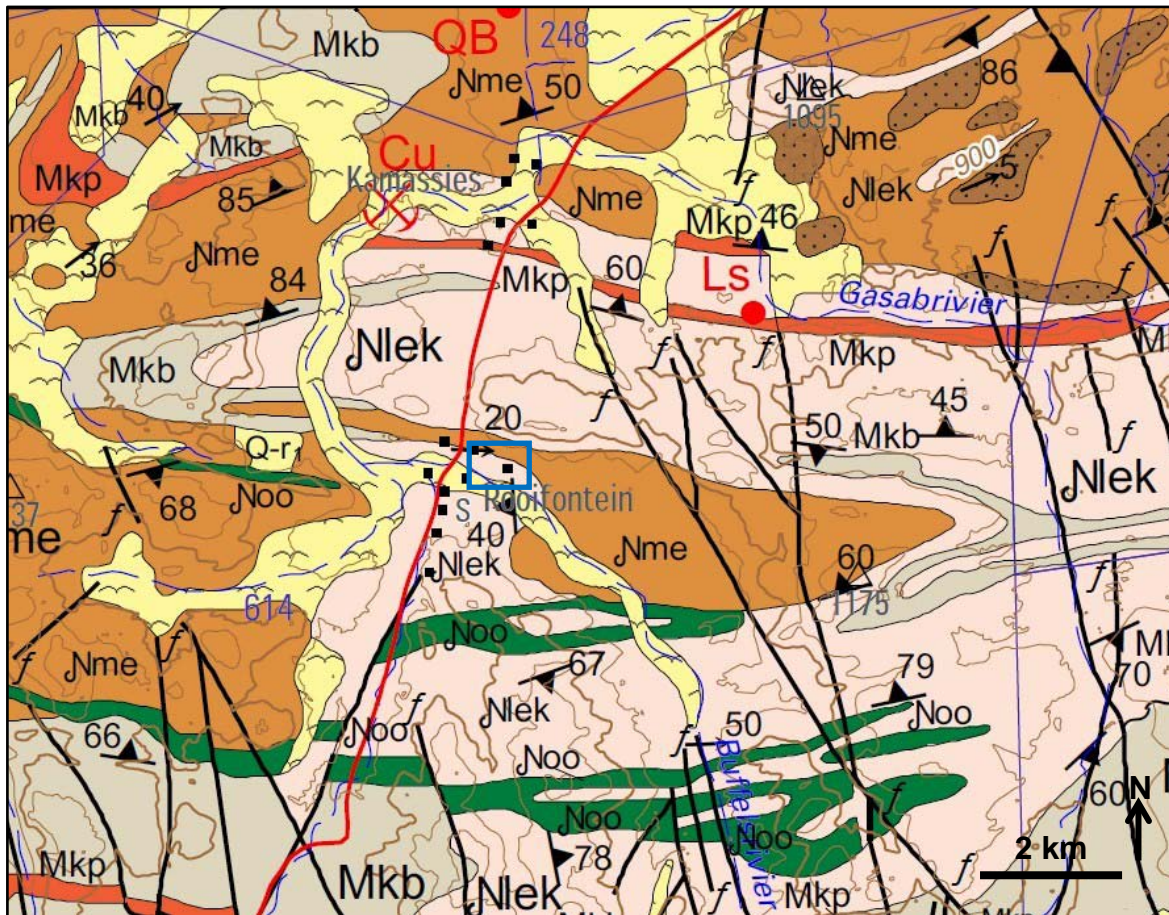 QB
248
Mkb
Nme
50
Nlek
86
1095
Mkb
40
Mkb
Nme
900
5
Cu
Kamassies
Mkp
85
Nlek
Nme
me
Nme
Mkp
46
f
f
f
36
60
Ls
84
Mkp
Gasabrivier
Nlek
Mkp
M
Mkb
f
f
f
20
50
Mkb
45
Q-r
Nlek
68
Noo
Rooifontein
f
37
S
f
me
40
Nme
60
Nlek
1175
f
614
Noo
Nme
f
67
79
70
f
Nlek
Noo
66
Noo
f
Noo
f
50
Buffelsrivier
60
N
Noo
Noo
f
2 km
78
f
Mkp
Mkb
Nlek
f
Mkp
f